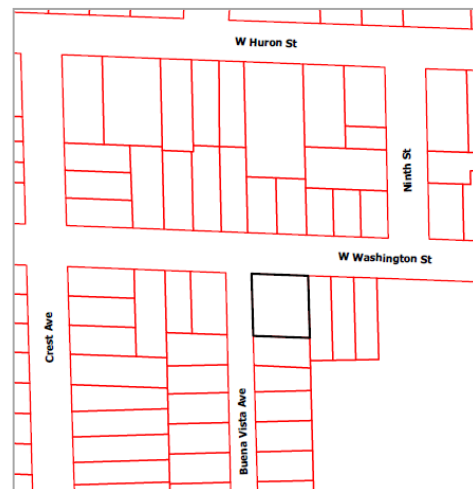 W Huron St
Ninth St
W Washington St
Crest Ave
Buena Vista Ave